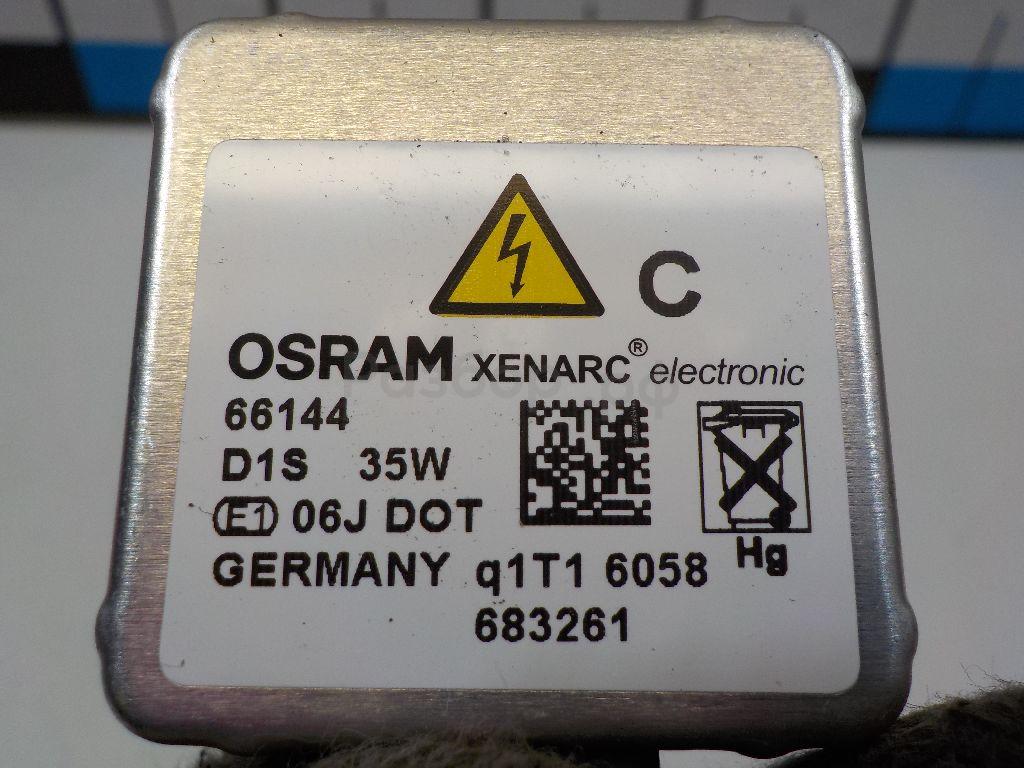 C
OSRAM XENARC® electronic
66144
D1S 35W
E1 06J DOT
GERMANY q1T1 6058
Hg
683261